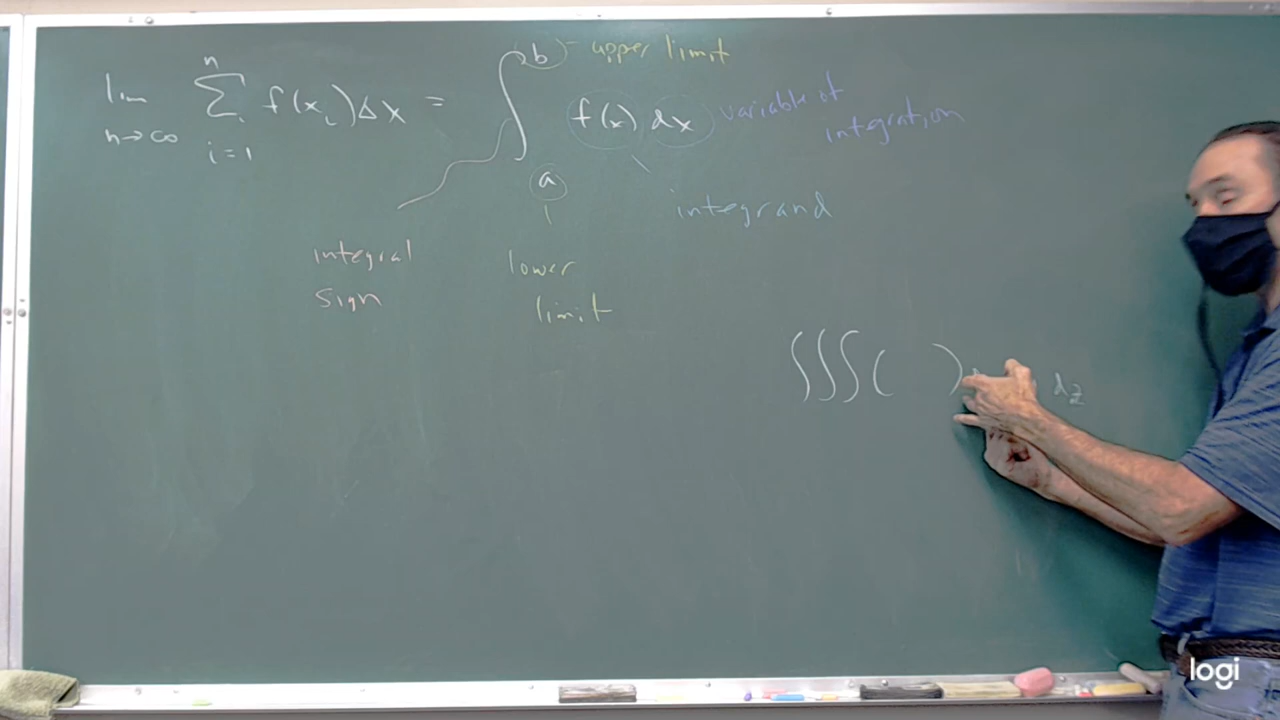 lim n→∞ n Σ i=1 f(xᵢ)Δx = ∫ b a f(x) dx
- upper limit
variable of
integration
integrand
integral
sign
lower
limit
∫∫∫( ) dz
logi